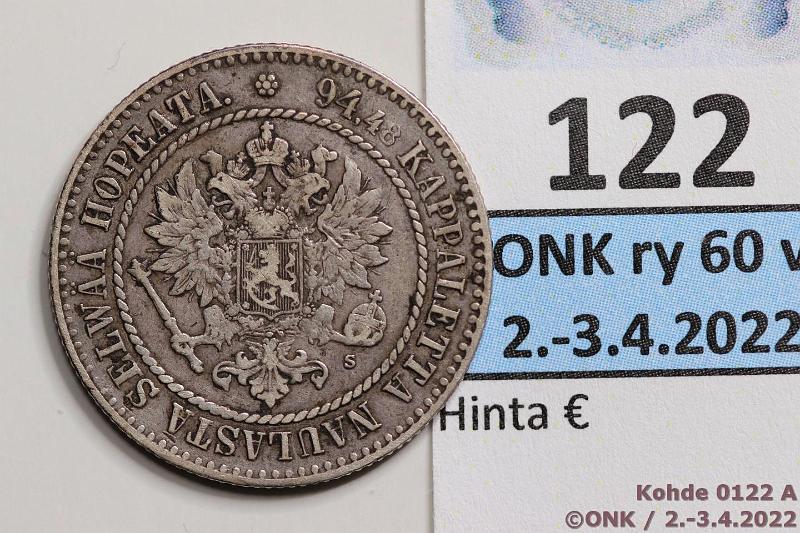 94,48 KAPPALETTA NAULASTA SELWÄÄ HOPEATA.
S
122
ONK ry 60 v
2.-3.4.2022
Hinta €
Kohde 0122 A
©ONK / 2.-3.4.2022